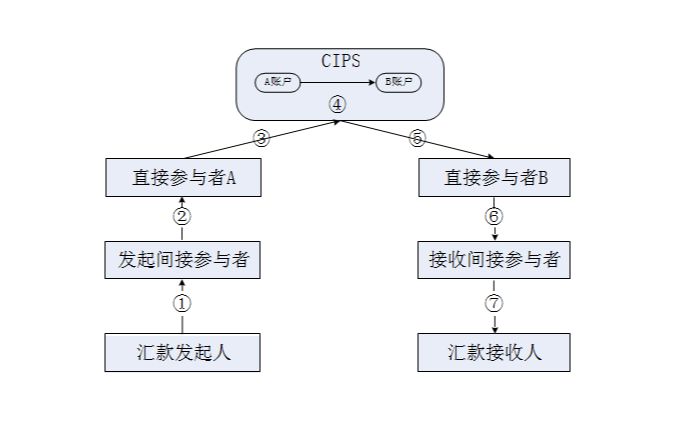 CIPS
A账户
B账户
④
③
⑤
直接参与者A
直接参与者B
②
⑥
发起间接参与者
接收间接参与者
①
⑦
汇款发起人
汇款接收人